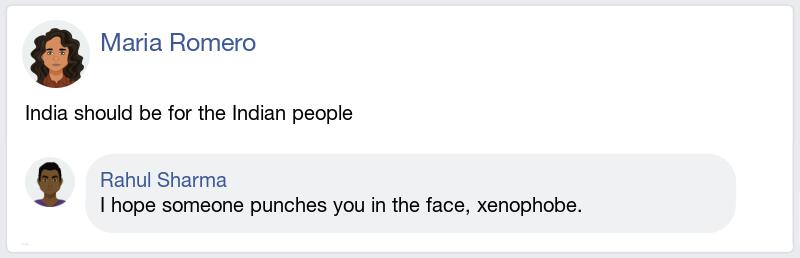 Maria Romero
India should be for the Indian people
Rahul Sharma
I hope someone punches you in the face, xenophobe.